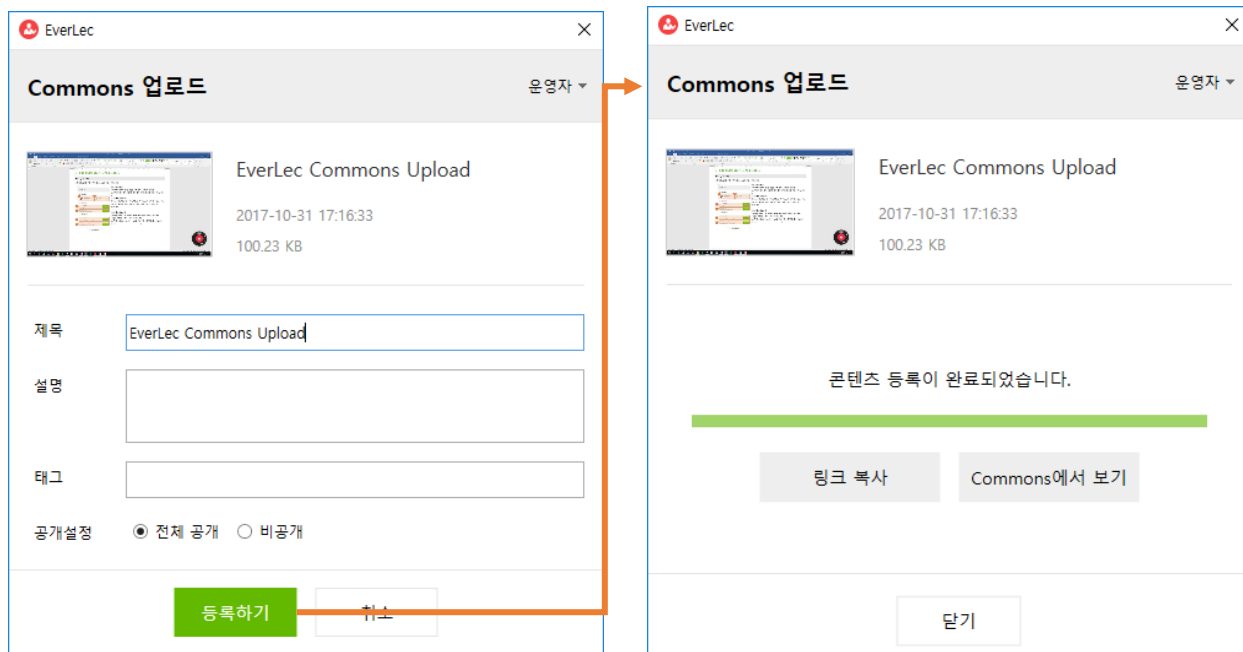 EverLec
Commons 업로드
운영자
EverLec Commons Upload
2017-10-31 17:16:33
100.23 KB
제목
EverLec Commons Upload
설명
태그
공개설정
전체 공개
비공개
등록하기
취소
EverLec
Commons 업로드
운영자
EverLec Commons Upload
2017-10-31 17:16:33
100.23 KB
콘텐츠 등록이 완료되었습니다.
링크 복사
Commons에서 보기
닫기